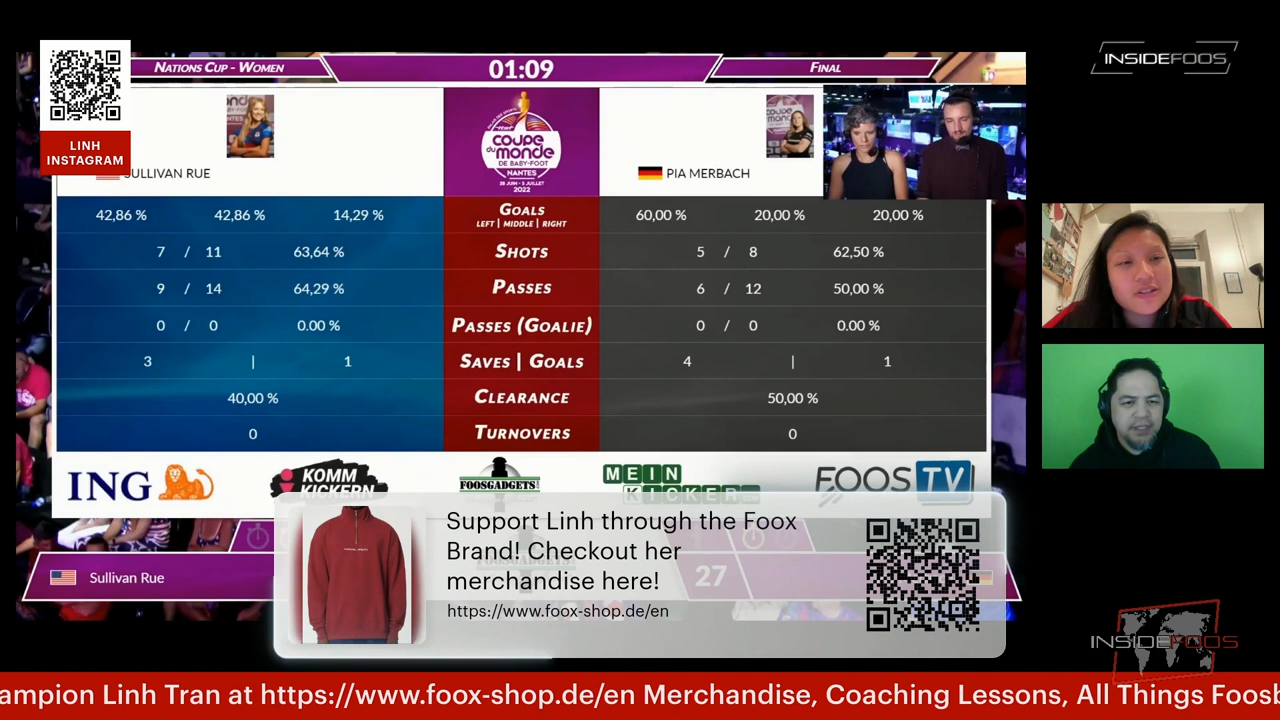 NATIONS CUP - WOMEN
01:09
FINAL
INSIDEFOOS
LINH
INSTAGRAM
coupe
du monde
DE BABY-FOOT
NANTES
28 JUIN - 3 JUILLET
2022
SULLIVAN RUE
PIA MERBACH
42,86 % 42,86 % 14,29 %
GOALS
LEFT | MIDDLE | RIGHT
60,00 % 20,00 % 20,00 %
7 / 11 63,64 %
SHOTS
5 / 8 62,50 %
9 / 14 64,29 %
PASSES
6 / 12 50,00 %
0 / 0 0.00 %
PASSES (GOALIE)
0 / 0 0.00 %
3 | 1
SAVES | GOALS
4 | 1
40,00 %
CLEARANCE
50,00 %
0
TURNOVERS
0
ING
KOMM
KICKERN
FOOSGADGETS
MEIN
KICKER
FOOS TV
Sullivan Rue
27
Support Linh through the Foox
Brand! Checkout her
merchandise here!
https://www.foox-shop.de/en
INSIDEFOOS
ampion Linh Tran at https://www.foox-shop.de/en Merchandise, Coaching Lessons, All Things Foosb